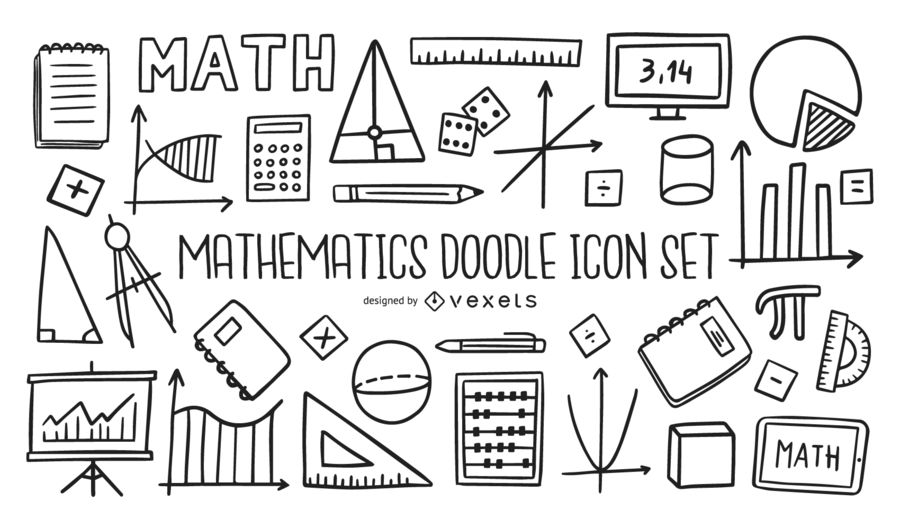 MATH
3,14
+
÷
=
MATHEMATICS DOODLE ICON SET
designed by vexels
+
÷
π
-
MATH